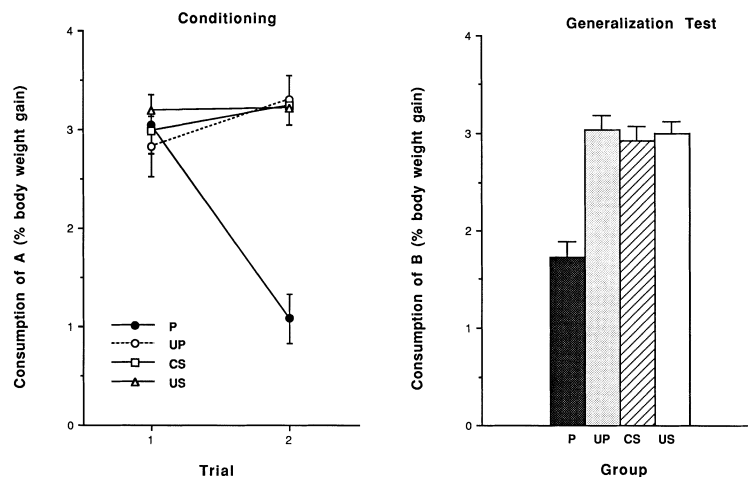 Conditioning
Consumption of A (% body weight gain)
4
3
2
1
0
P
UP
CS
US
1 2
Trial
Generalization Test
Consumption of B (% body weight gain)
4
3
2
1
0
P UP CS US
Group